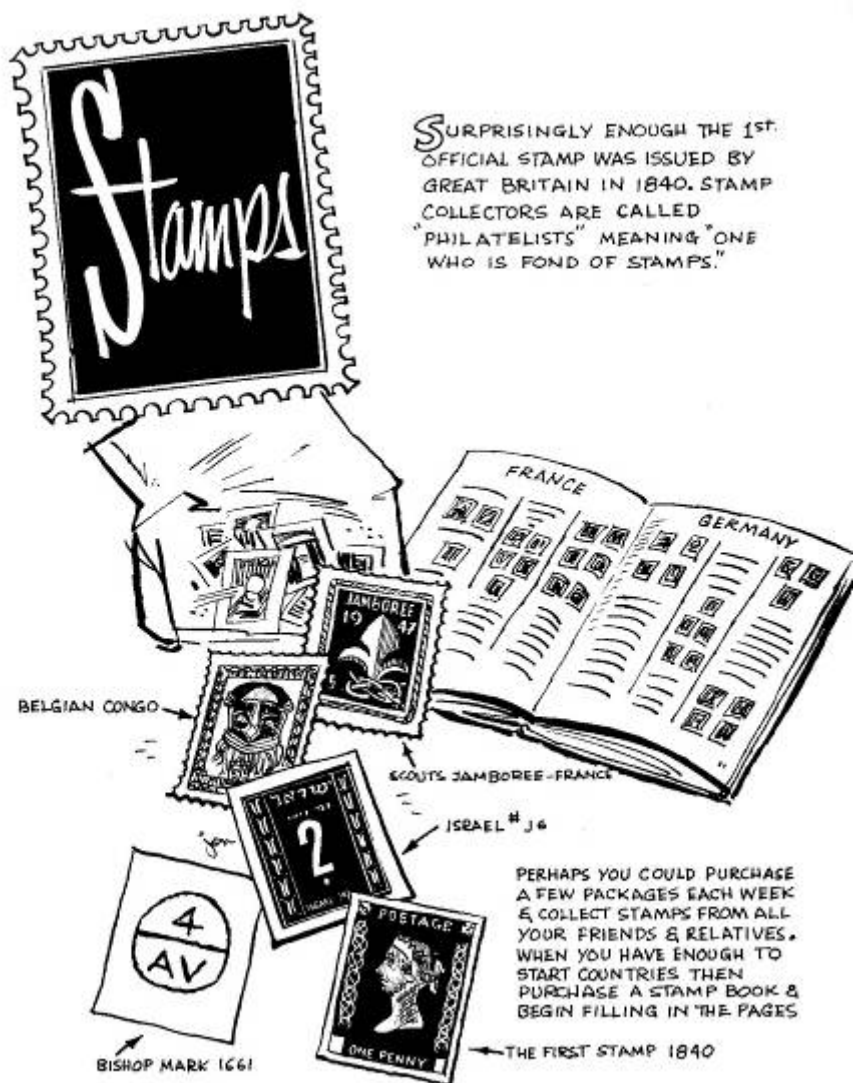 Stamps
SURPRISINGLY ENOUGH THE 1st.
OFFICIAL STAMP WAS ISSUED BY
GREAT BRITAIN IN 1840. STAMP
COLLECTORS ARE CALLED
"PHILATELISTS" MEANING "ONE
WHO IS FOND OF STAMPS."
FRANCE
GERMANY
JAMBOREE
1947
5
BELGIAN CONGO
SCOUTS JAMBOREE-FRANCE
ישראל
ISRAEL # J6
4
AV
BISHOP MARK 1661
POSTAGE
ONE PENNY
THE FIRST STAMP 1840
PERHAPS YOU COULD PURCHASE
A FEW PACKAGES EACH WEEK
& COLLECT STAMPS FROM ALL
YOUR FRIENDS & RELATIVES.
WHEN YOU HAVE ENOUGH TO
START COUNTRIES THEN
PURCHASE A STAMP BOOK &
BEGIN FILLING IN THE PAGES